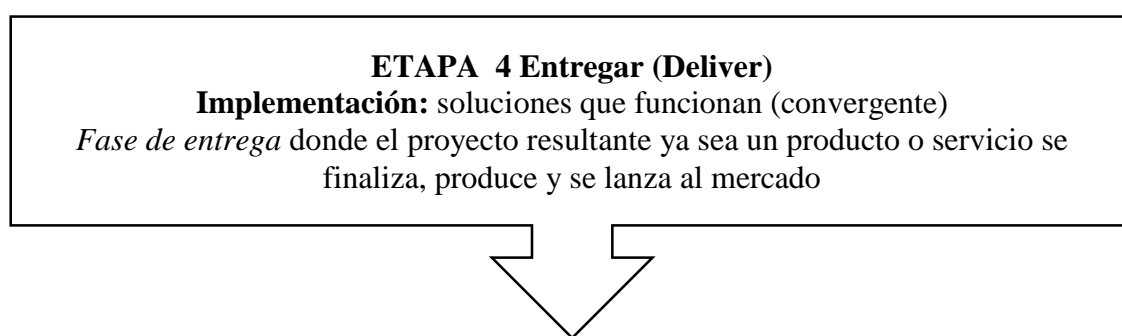 ETAPA 4 Entregar (Deliver)
Implementación: soluciones que funcionan (convergente)
Fase de entrega donde el proyecto resultante ya sea un producto o servicio se
finaliza, produce y se lanza al mercado